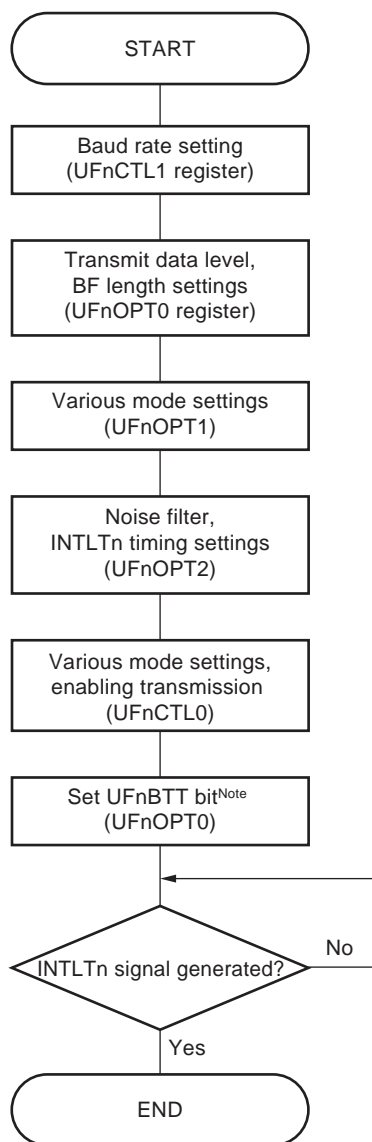 START
Baud rate setting
(UFnCTL1 register)
Transmit data level,
BF length settings
(UFnOPT0 register)
Various mode settings
(UFnOPT1)
Noise filter,
INTLTn timing settings
(UFnOPT2)
Various mode settings,
enabling transmission
(UFnCTL0)
Set UFnBTT bitNote
(UFnOPT0)
INTLTn signal generated?
No
Yes
END